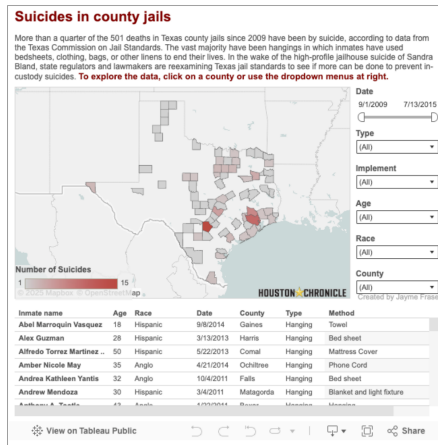 Suicides in county jails
More than a quarter of the 501 deaths in Texas county jails since 2009 have been by suicide, according to data from
the Texas Commission on Jail Standards. The vast majority have been hangings in which inmates have used
bedsheets, clothing, bags, or other linens to end their lives. In the wake of the high-profile jailhouse suicide of Sandra
Bland, state regulators and lawmakers are reexamining Texas jail standards to see if more can be done to prevent in-
custody suicides. To explore the data, click on a county or use the dropdown menus at right.
Date
9/1/2009 7/13/2015
Type
(All)
Implement
(All)
Age
(All)
Race
(All)
County
(All)
Created by Jayme Frase
Number of Suicides
1 15
© 2025 Mapbox © OpenStreetMap
HOUSTON CHRONICLE
Inmate name Age Race Date County Type Method
Abel Marroquin Vasquez 18 Hispanic 9/8/2014 Gaines Hanging Towel
Alex Guzman 28 Hispanic 3/13/2013 Harris Hanging Bed sheet
Alfredo Torrez Martinez .. 50 Hispanic 5/22/2013 Comal Hanging Mattress Cover
Amber Nicole May 35 Anglo 4/21/2014 Ochiltree Hanging Phone Cord
Andrea Kathleen Yantis 32 Anglo 10/4/2011 Falls Hanging Bed sheet
Andrew Mendoza 30 Hispanic 3/4/2011 Matagorda Hanging Blanket and light fixture
View on Tableau Public
Share